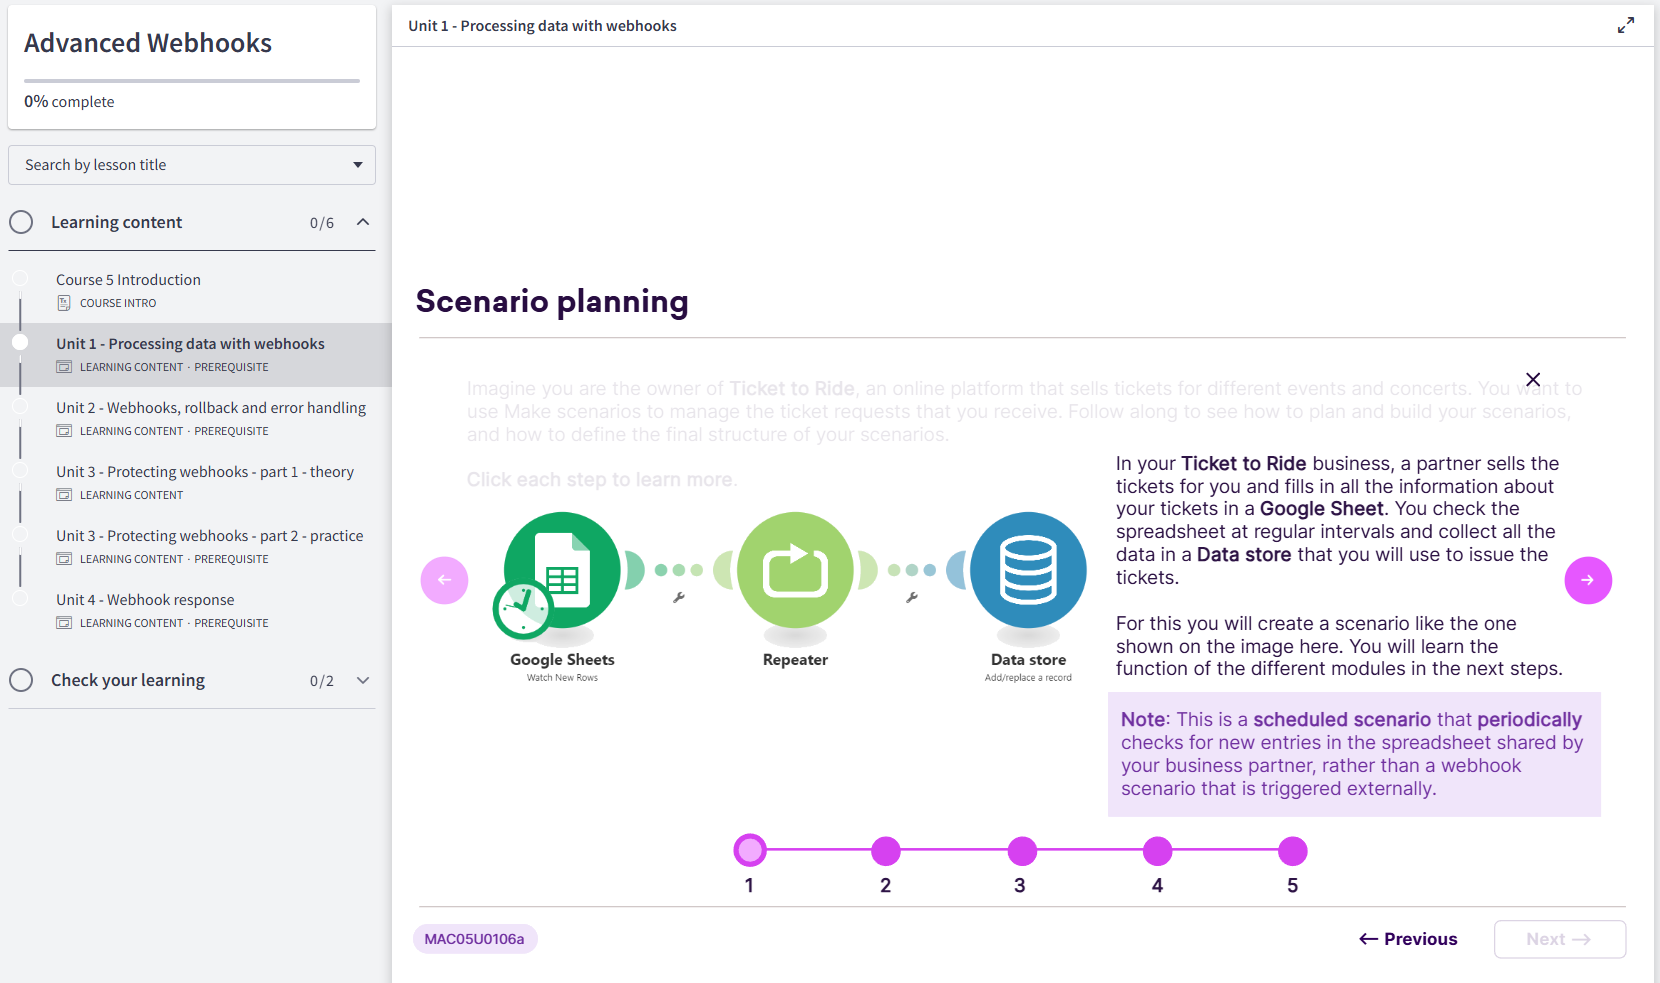 Advanced Webhooks
0% complete
Search by lesson title
Learning content 0/6
Course 5 Introduction
COURSE INTRO
Unit 1 - Processing data with webhooks
LEARNING CONTENT · PREREQUISITE
Unit 2 - Webhooks, rollback and error handling
LEARNING CONTENT · PREREQUISITE
Unit 3 - Protecting webhooks - part 1 - theory
LEARNING CONTENT
Unit 3 - Protecting webhooks - part 2 - practice
LEARNING CONTENT · PREREQUISITE
Unit 4 - Webhook response
LEARNING CONTENT · PREREQUISITE
Check your learning 0/2
Unit 1 - Processing data with webhooks
Scenario planning
Imagine you are the owner of Ticket to Ride, an online platform that sells tickets for different events and concerts. You want to
use Make scenarios to manage the ticket requests that you receive. Follow along to see how to plan and build your scenarios,
and how to define the final structure of your scenarios.
Click each step to learn more.
Google Sheets
Watch New Rows
Repeater
Data store
Add/replace a record
In your Ticket to Ride business, a partner sells the
tickets for you and fills in all the information about
your tickets in a Google Sheet. You check the
spreadsheet at regular intervals and collect all the
data in a Data store that you will use to issue the
tickets.
For this you will create a scenario like the one
shown on the image here. You will learn the
function of the different modules in the next steps.
Note: This is a scheduled scenario that periodically
checks for new entries in the spreadsheet shared by
your business partner, rather than a webhook
scenario that is triggered externally.
1 2 3 4 5
MAC05U0106a
← Previous
Next →